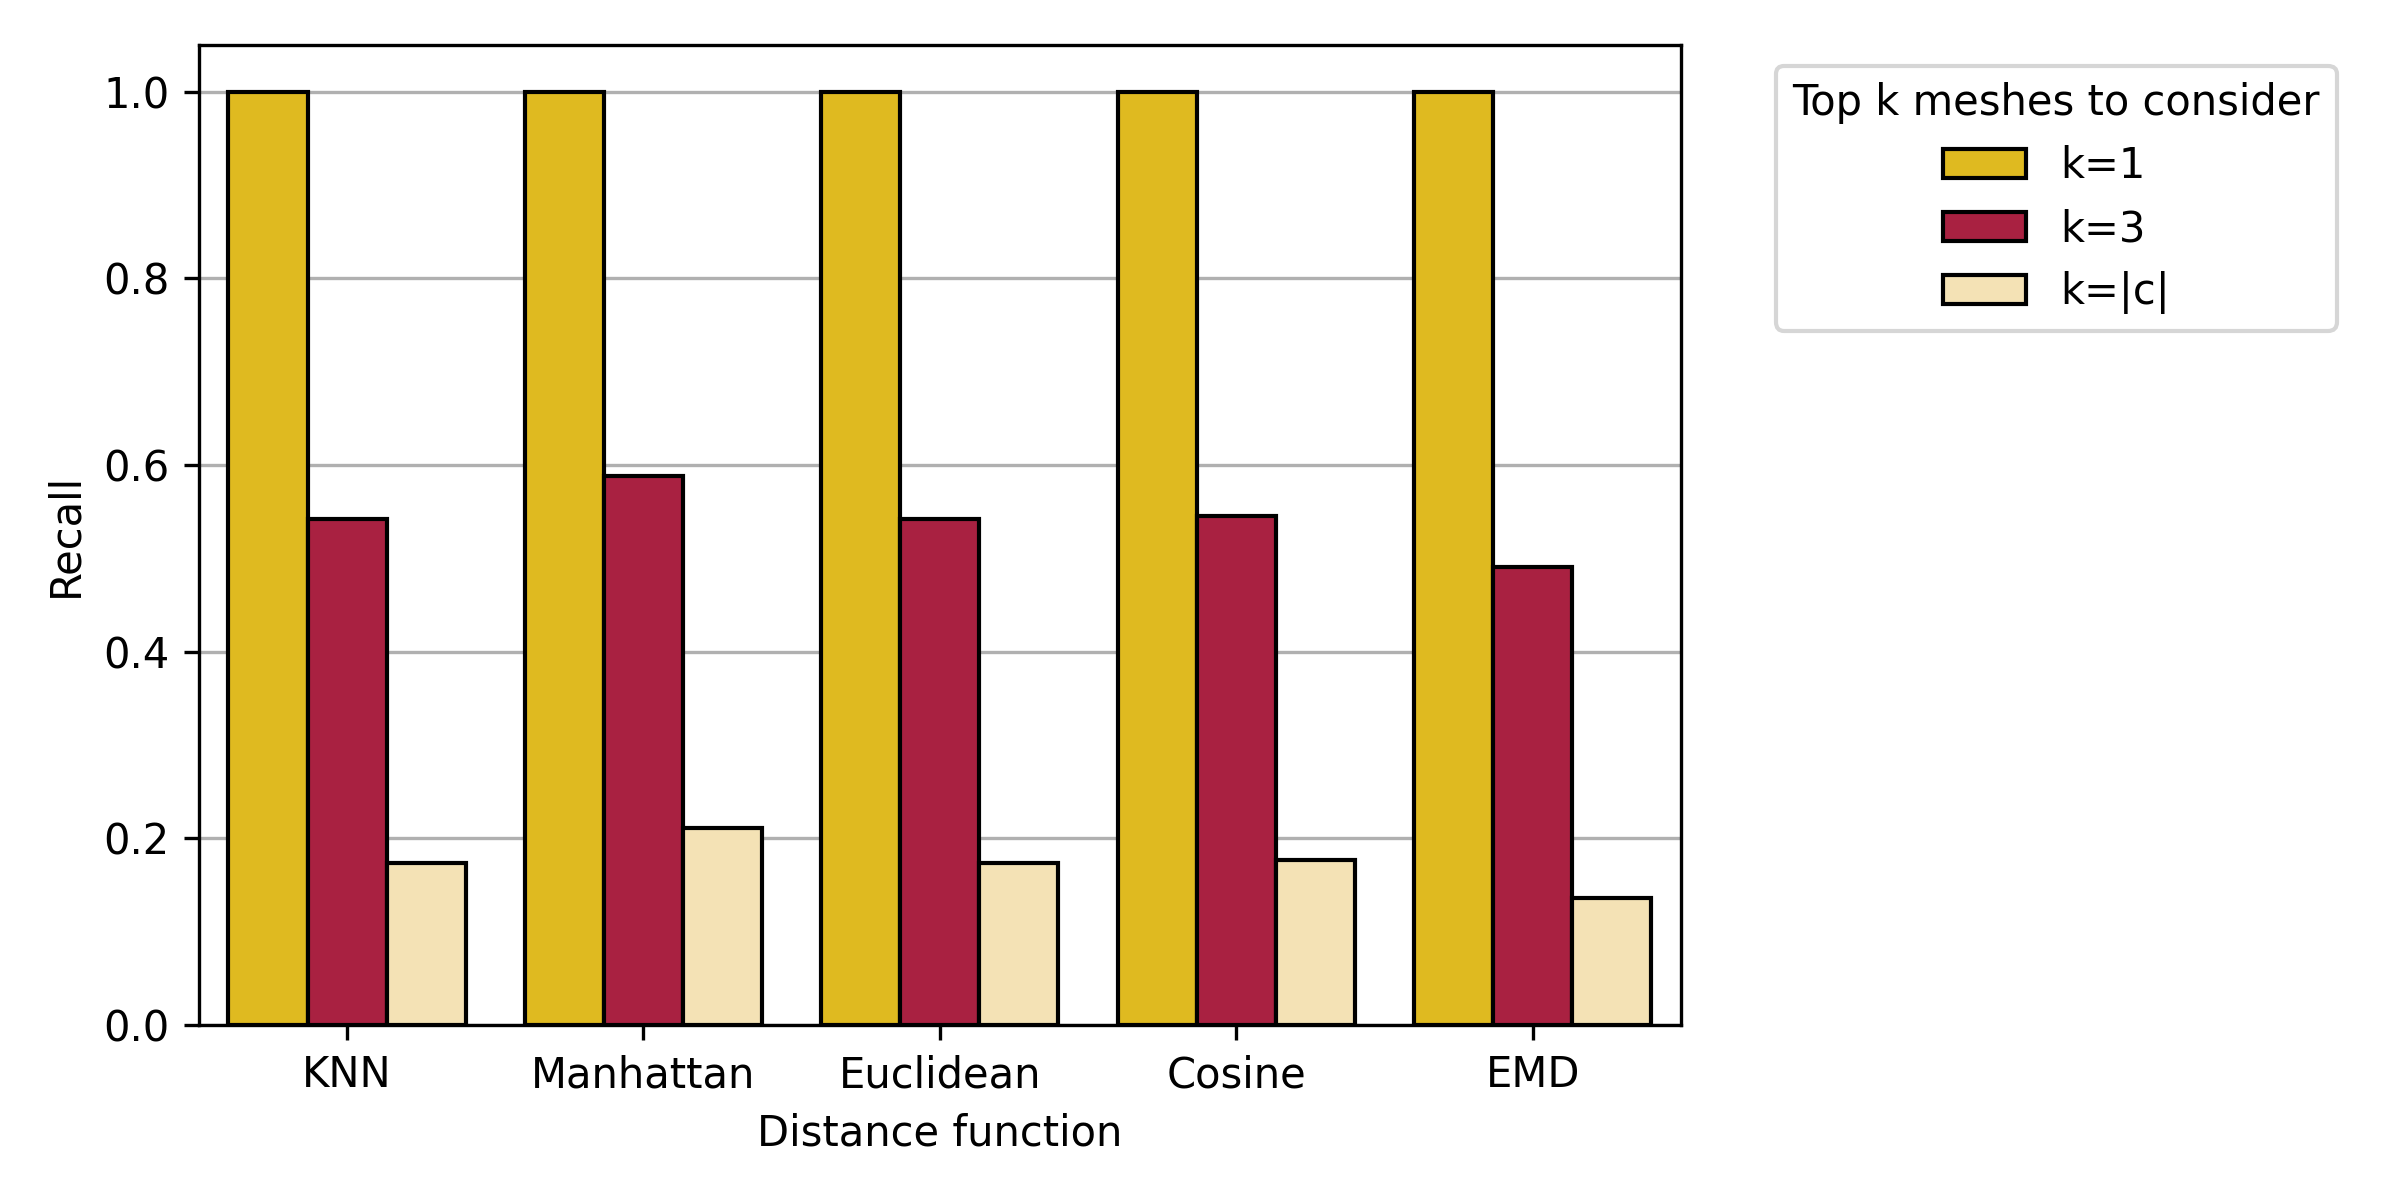 1.0
0.8
0.6
0.4
0.2
0.0
Recall
KNN Manhattan Euclidean Cosine EMD
Distance function
Top k meshes to consider
k=1
k=3
k=|c|